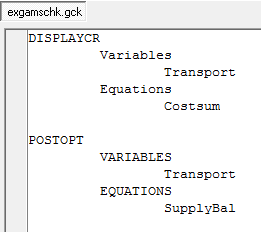 exgamschk.gck
DISPLAYCR
Variables
Transport
Equations
Costsum
POSTOPT
VARIABLES
Transport
EQUATIONS
SupplyBal